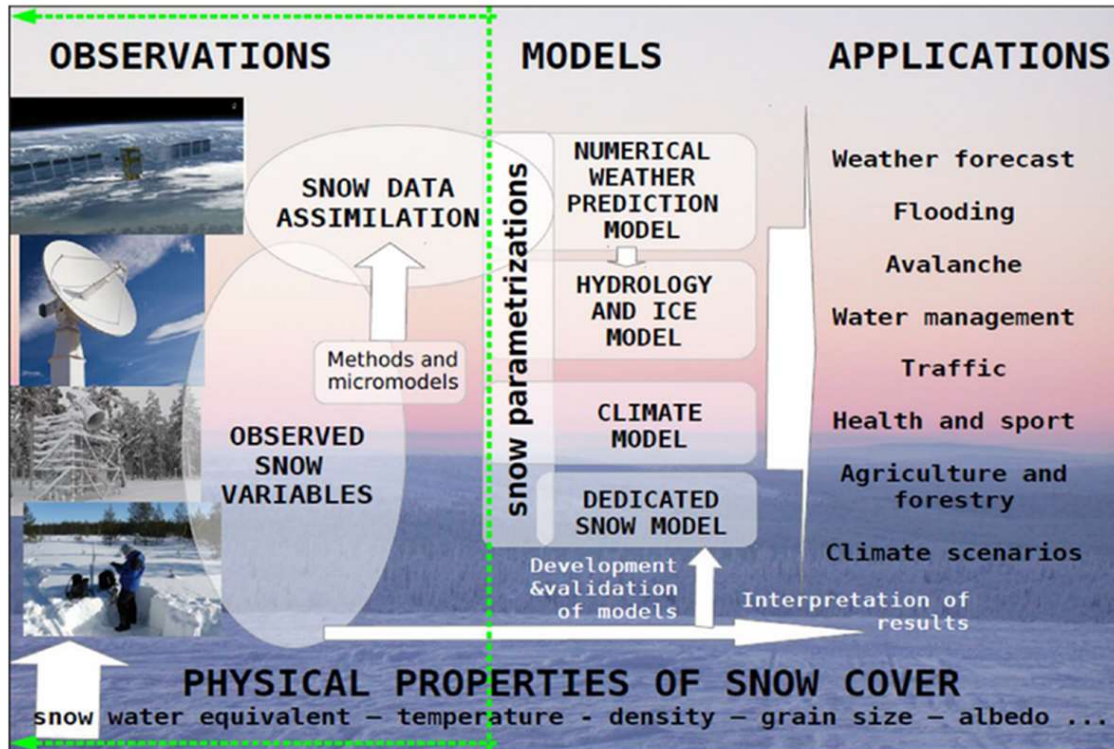 OBSERVATIONS
MODELS
APPLICATIONS
SNOW DATA
ASSIMILATION
Methods and
micromodels
OBSERVED
SNOW
VARIABLES
snow parametrizations
NUMERICAL
WEATHER
PREDICTION
MODEL
HYDROLOGY
AND ICE
MODEL
CLIMATE
MODEL
DEDICATED
SNOW MODEL
Development
&validation
of models
Interpretation of
results
Weather forecast
Flooding
Avalanche
Water management
Traffic
Health and sport
Agriculture and
forestry
Climate scenarios
PHYSICAL PROPERTIES OF SNOW COVER
snow water equivalent – temperature - density – grain size – albedo ...